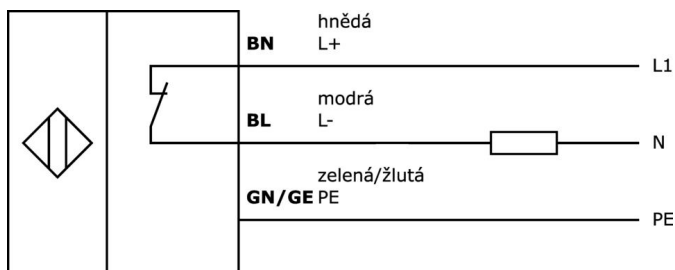 hnědá
BN L+
L1
modrá
BL L-
N
zelená/žlutá
GN/GE PE
PE